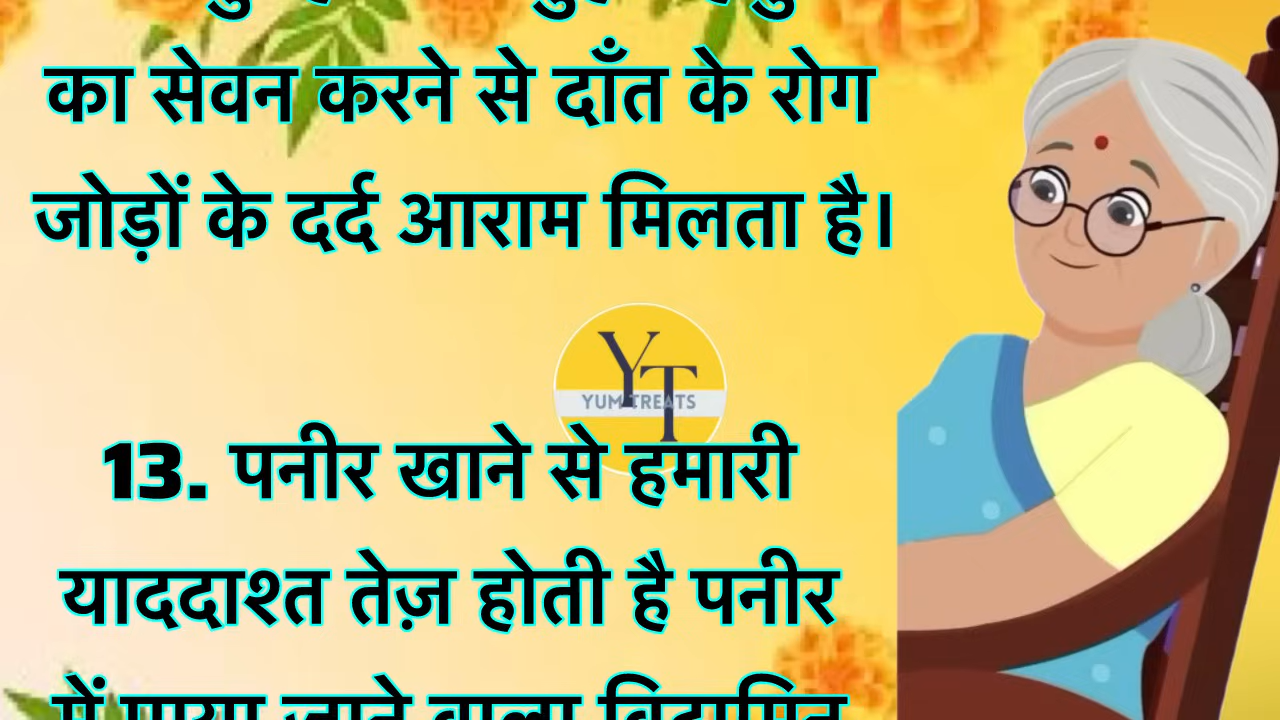 का सेवन करने से दाँत के रोग
जोड़ों के दर्द आराम मिलता है।
YT
YUM TREATS
13. पनीर खाने से हमारी
याददाश्त तेज़ होती है पनीर
में पाया जाने वाला विटामिन